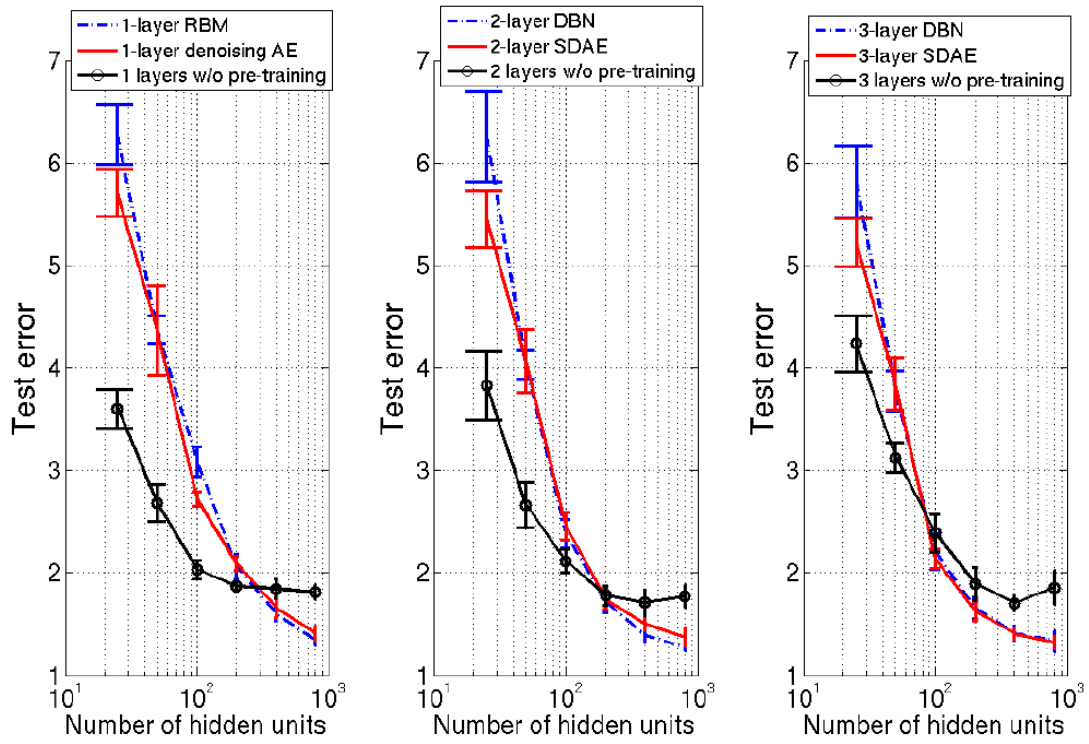 1-layer RBM
1-layer denoising AE
1 layers w/o pre-training
7
6
5
4
3
2
1
Test error
10^1
10^2
10^3
Number of hidden units
2-layer DBN
2-layer SDAE
2 layers w/o pre-training
7
6
5
4
3
2
1
Test error
10^1
10^2
10^3
Number of hidden units
3-layer DBN
3-layer SDAE
3 layers w/o pre-training
7
6
5
4
3
2
1
Test error
10^1
10^2
10^3
Number of hidden units